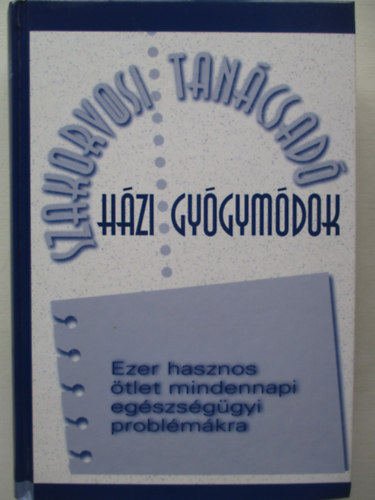 SZAKORVOSI TANÁCSADÓ
HÁZI GYÓGYMÓDOK
Ezer hasznos
ötlet mindennapi
egészségügyi
problémákra